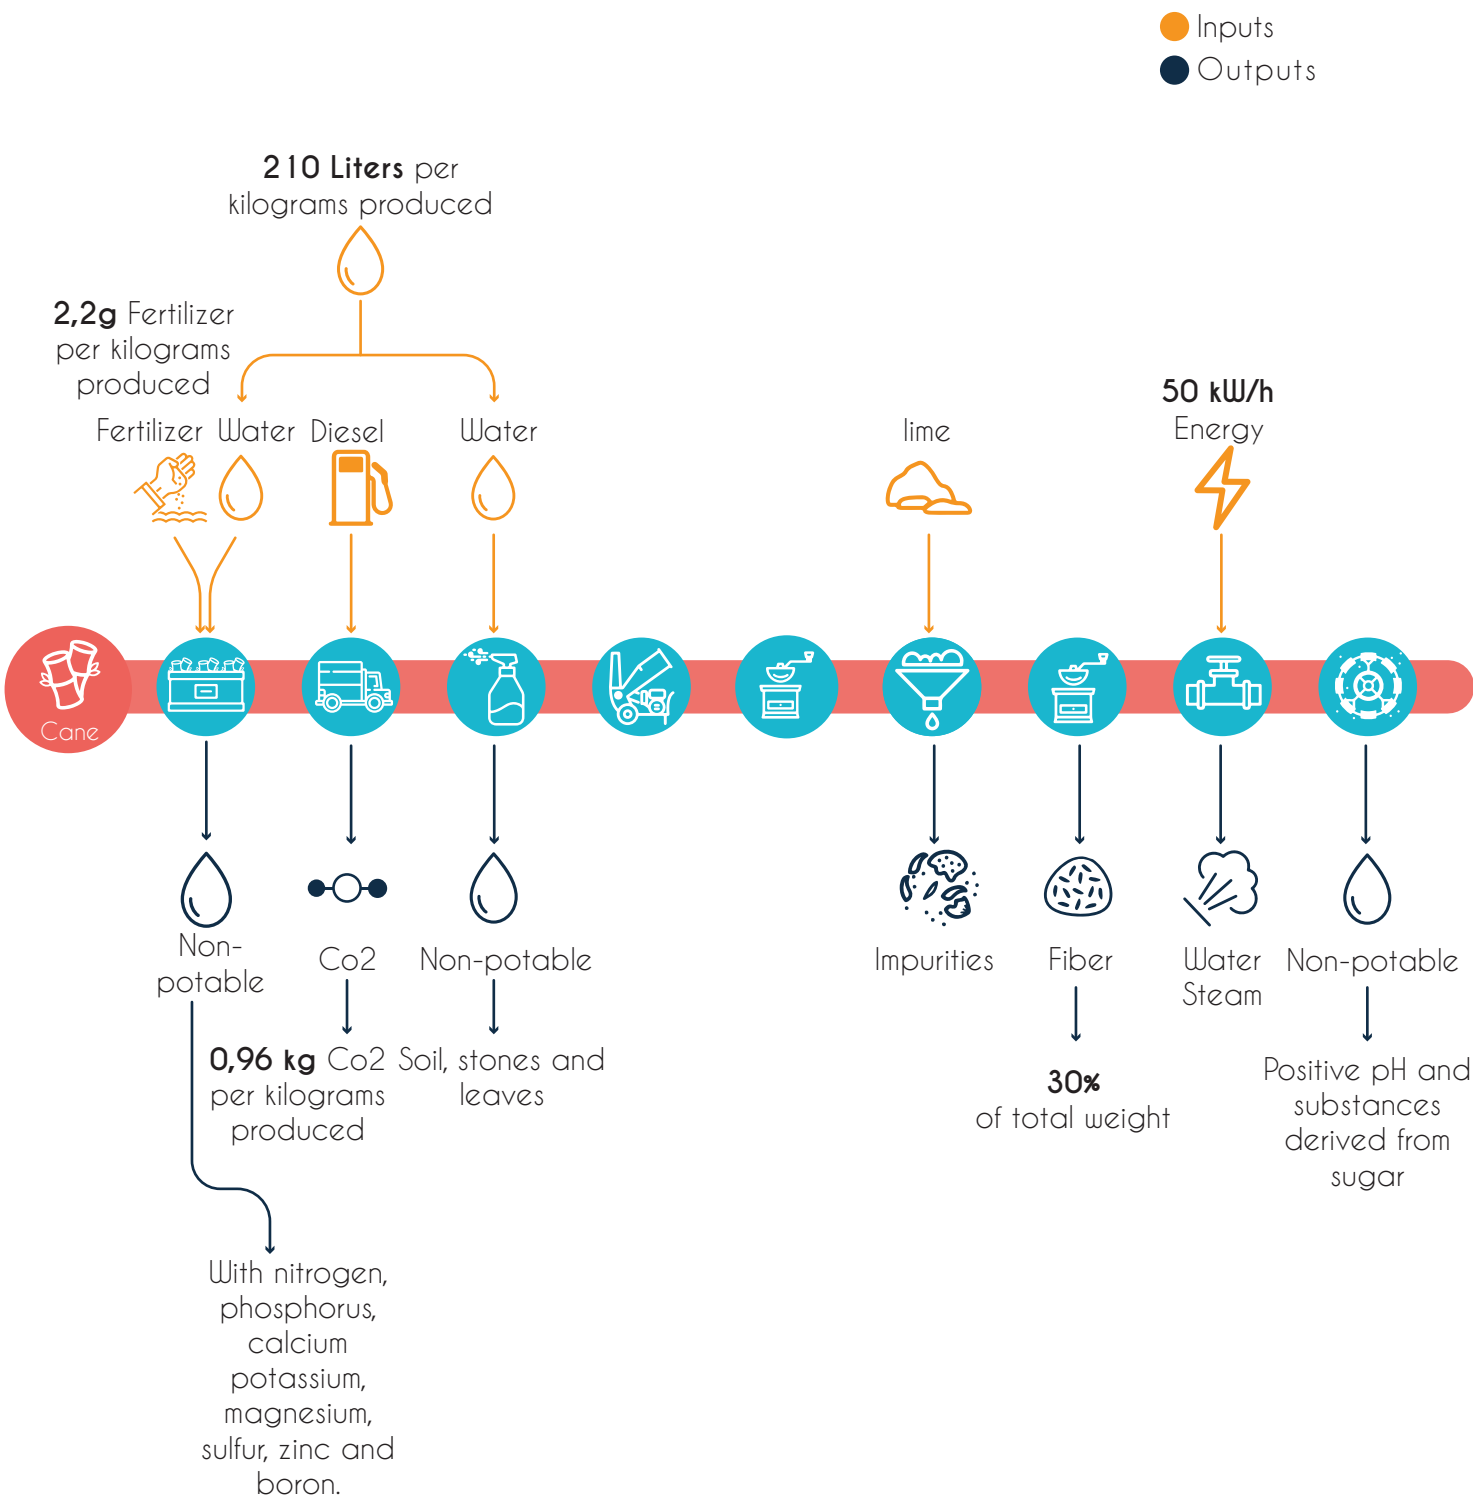 Inputs
Outputs
210 Liters per
kilograms produced
2,2g Fertilizer
per kilograms
produced
Fertilizer
Water
Diesel
Water
lime
50 kW/h
Energy
Cane
Non-
potable
Co2
Non-potable
Impurities
Fiber
Water
Steam
Non-potable
0,96 kg Co2
per kilograms
produced
Soil, stones and
leaves
30%
of total weight
Positive pH and
substances
derived from
sugar
With nitrogen,
phosphorus,
calcium
potassium,
magnesium,
sulfur, zinc and
boron.